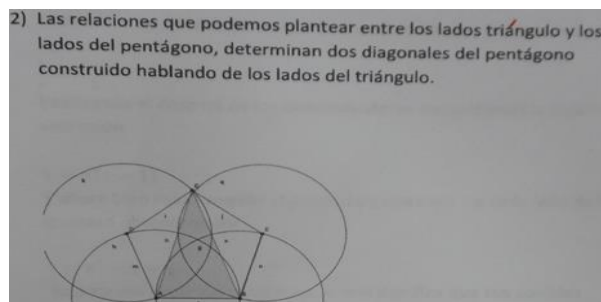 2) Las relaciones que podemos plantear entre los lados triángulo y los
lados del pentágono, determinan dos diagonales del pentágono
construido hablando de los lados del triángulo.